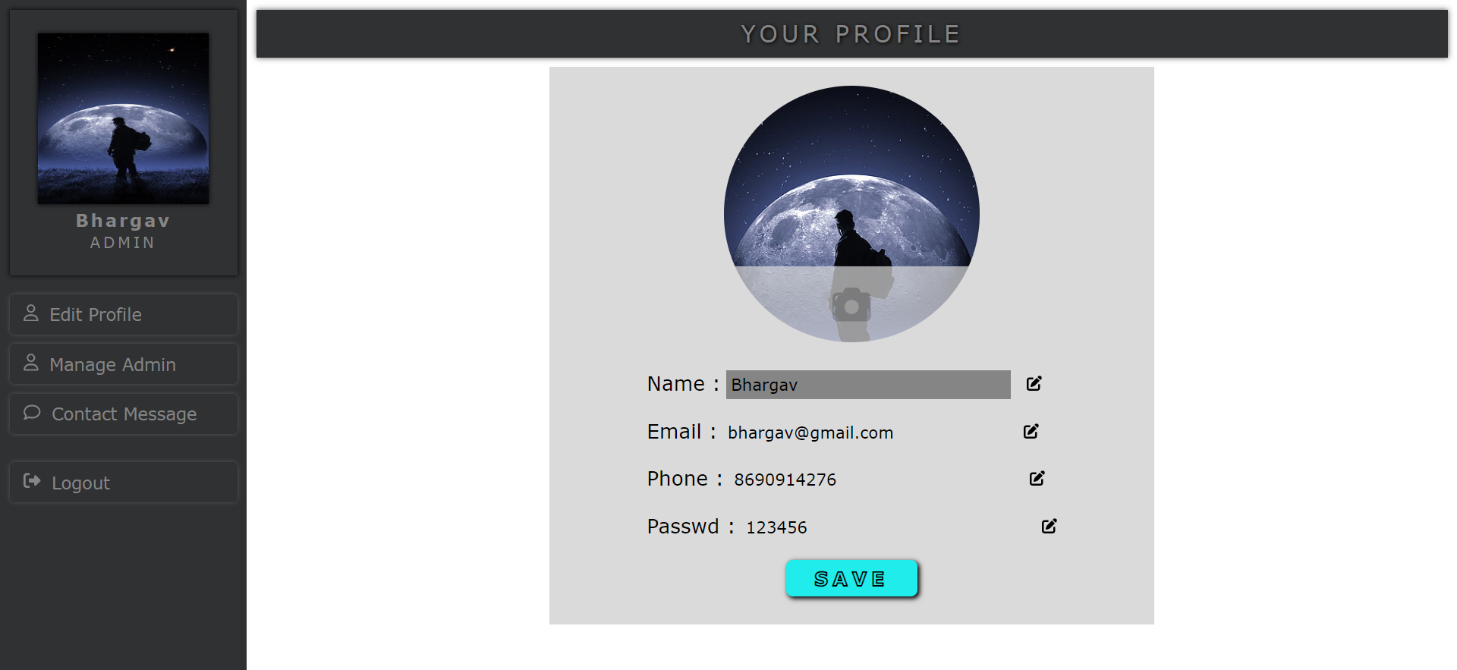 Bhargav
ADMIN
Edit Profile
Manage Admin
Contact Message
Logout
YOUR PROFILE
Name : Bhargav
Email : bhargav@gmail.com
Phone : 8690914276
Passwd : 123456
SAVE